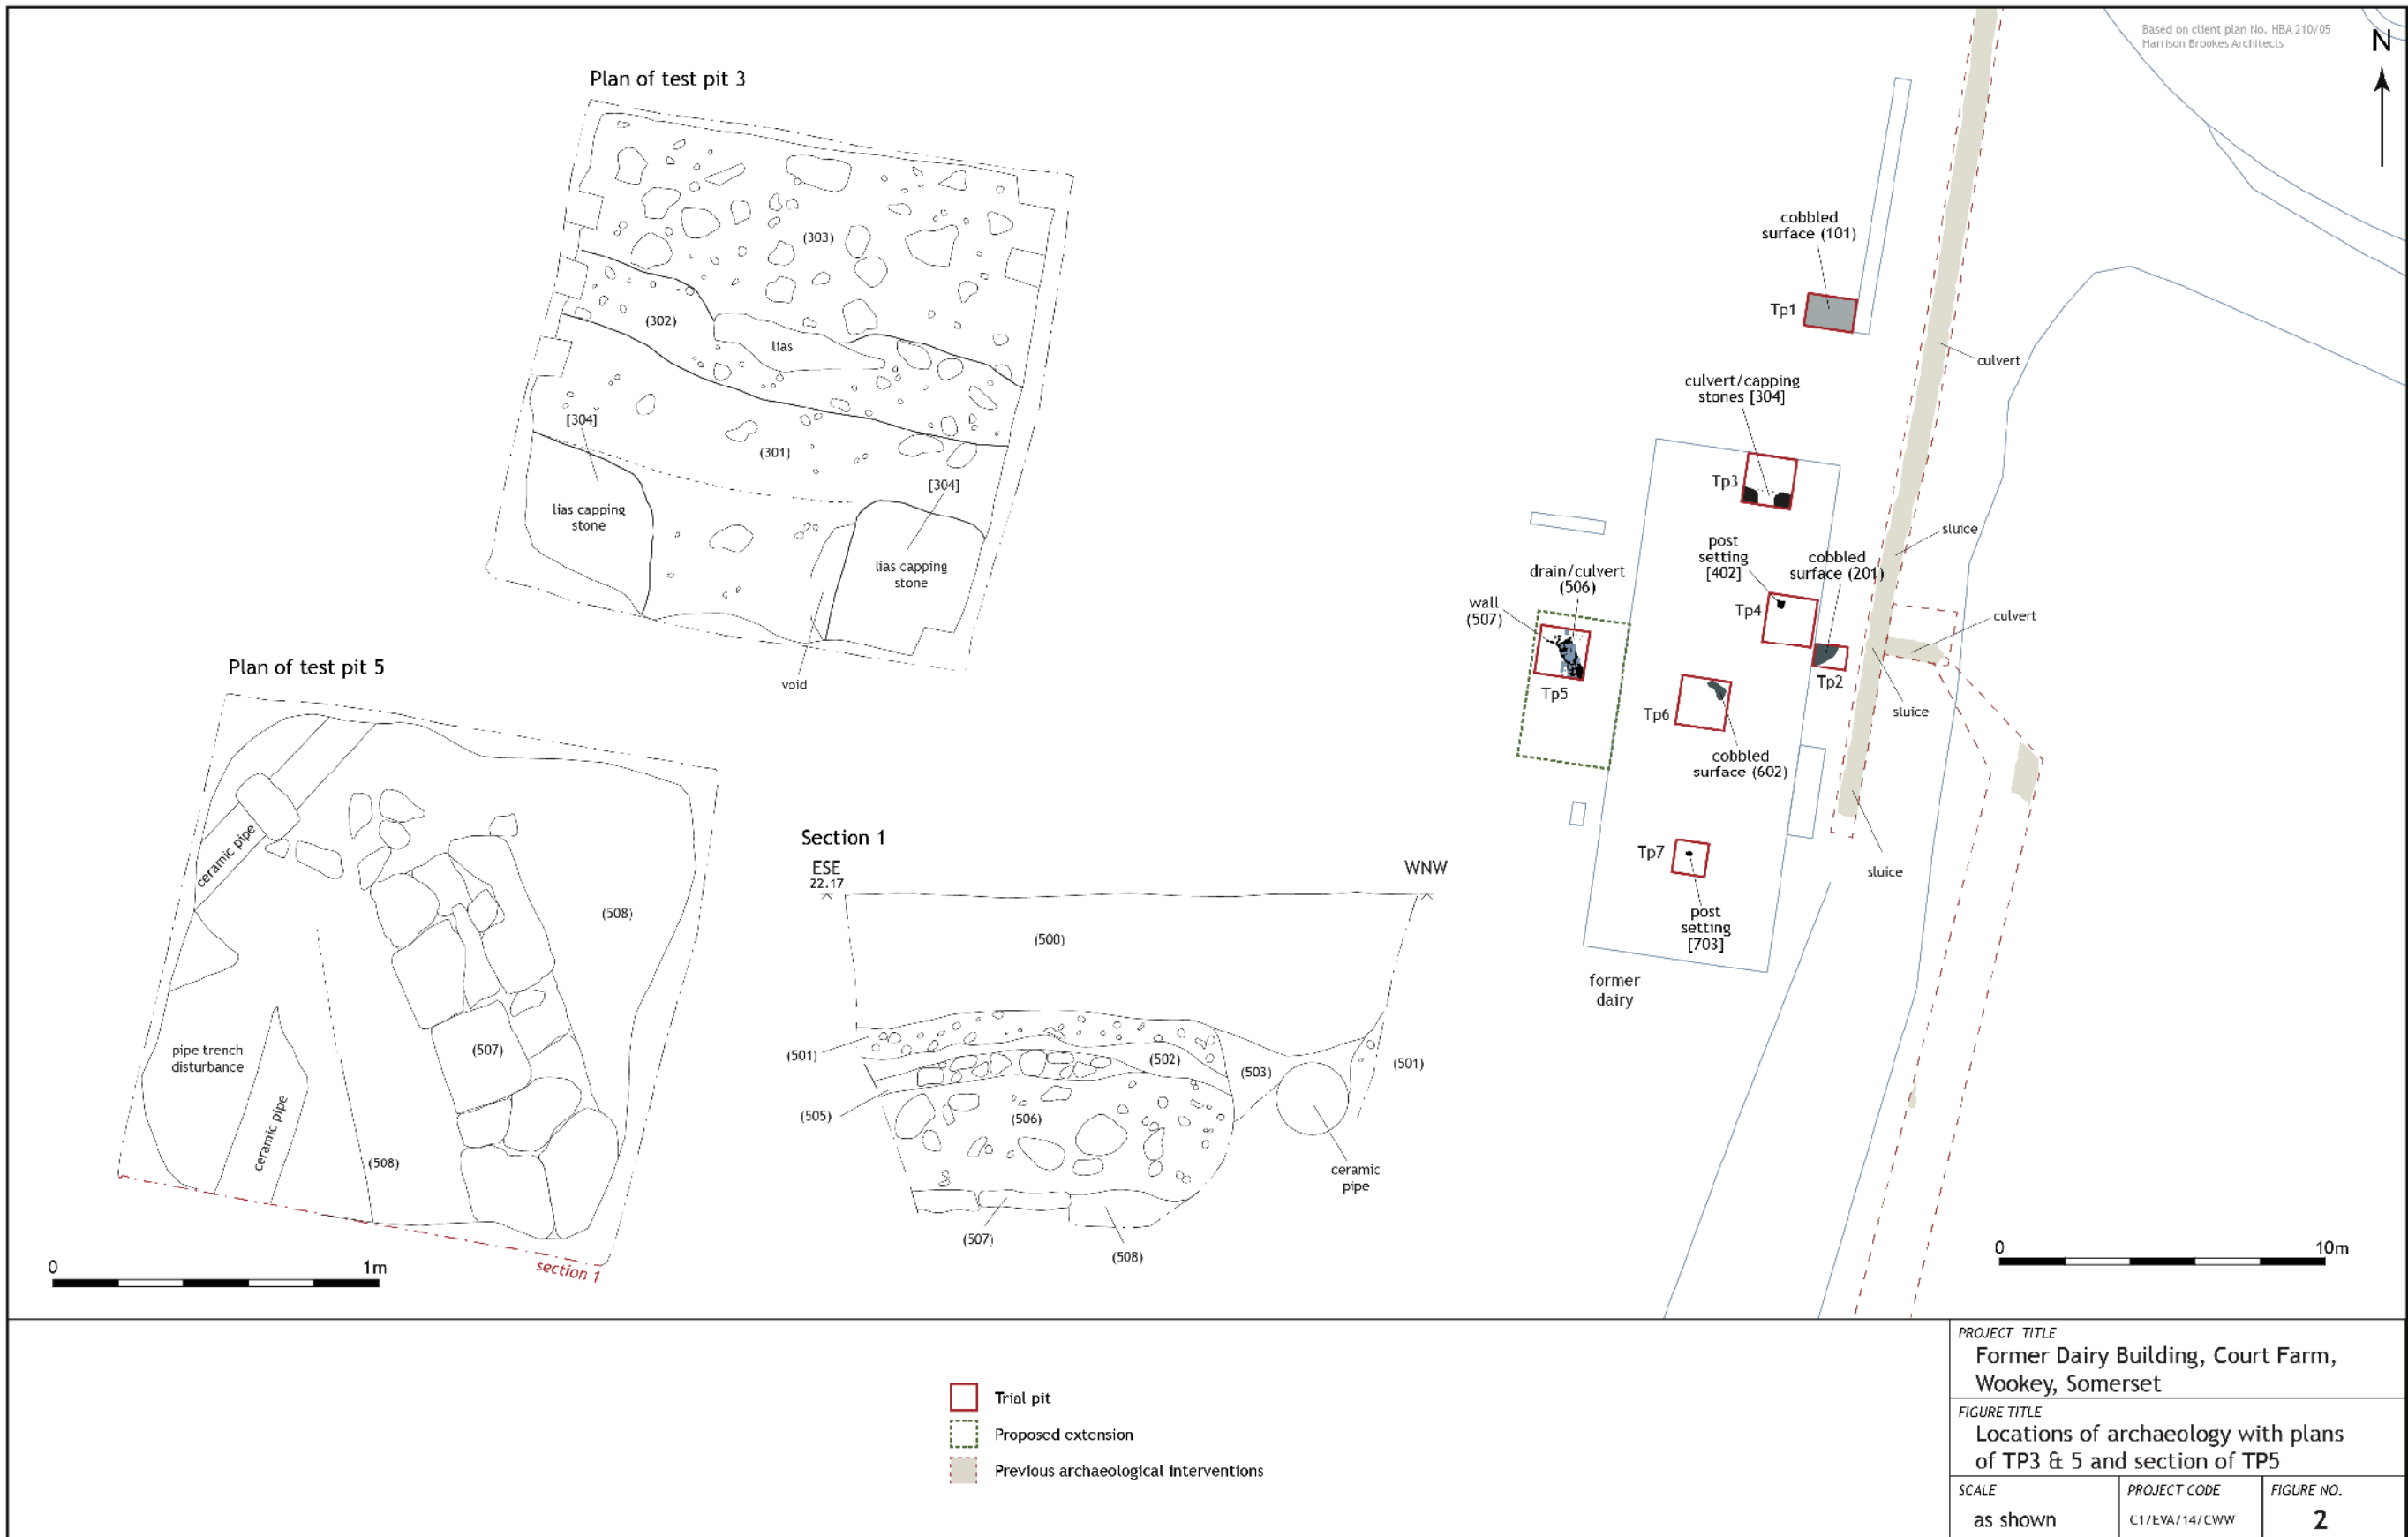 Based on client plan No. HBA 210/05
Harrison Brookes Architects
N
Plan of test pit 3
(303)
(302)
lias
[304]
(301)
[304]
lias capping
stone
lias capping
stone
void
Plan of test pit 5
ceramic pipe
(508)
(507)
pipe trench
disturbance
ceramic pipe
(508)
section 1
0
1m
Section 1
ESE
22.17
WNW
(500)
(501)
(502)
(503)
(501)
(505)
(506)
ceramic
pipe
(507)
(508)
cobbled
surface (101)
Tp1
culvert
culvert/capping
stones [304]
Tp3
sluice
post
setting
[402]
cobbled
surface (201)
drain/culvert
(506)
wall
(507)
Tp4
culvert
Tp5
Tp2
Tp6
sluice
cobbled
surface (602)
Tp7
sluice
post
setting
[703]
former
dairy
0
10m
Trial pit
Proposed extension
Previous archaeological interventions
PROJECT TITLE
Former Dairy Building, Court Farm,
Wookey, Somerset
FIGURE TITLE
Locations of archaeology with plans
of TP3 & 5 and section of TP5
SCALE
as shown
PROJECT CODE
C1/EVA/14/CWW
FIGURE NO.
2